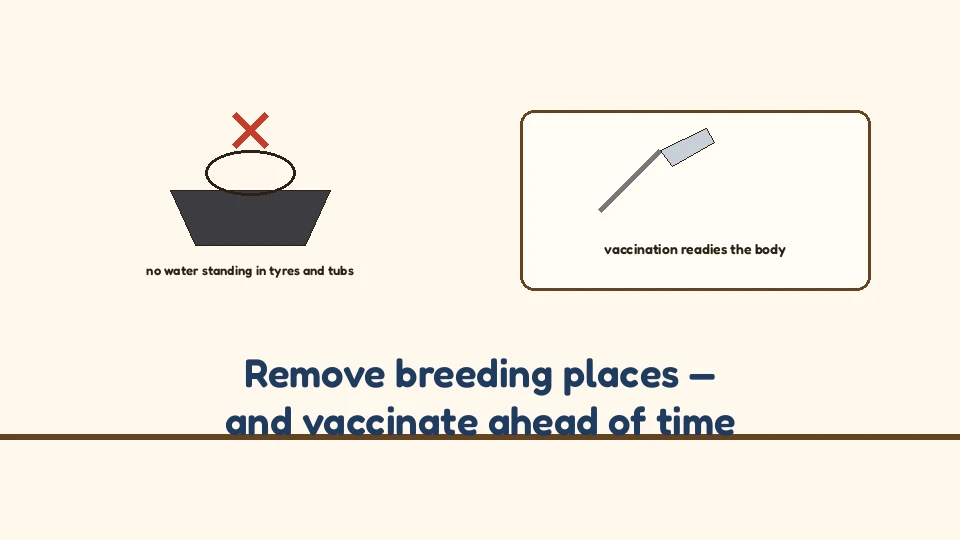 no water standing in tyres and tubs
vaccination readies the body
Remove breeding places —
and vaccinate ahead of time